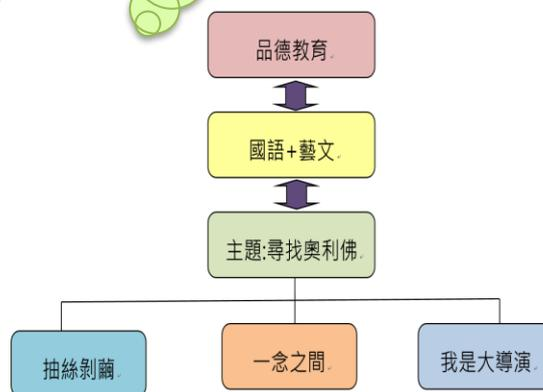 品德教育
國語+藝文
主題:尋找奧利佛
抽絲剝繭
一念之間
我是大導演